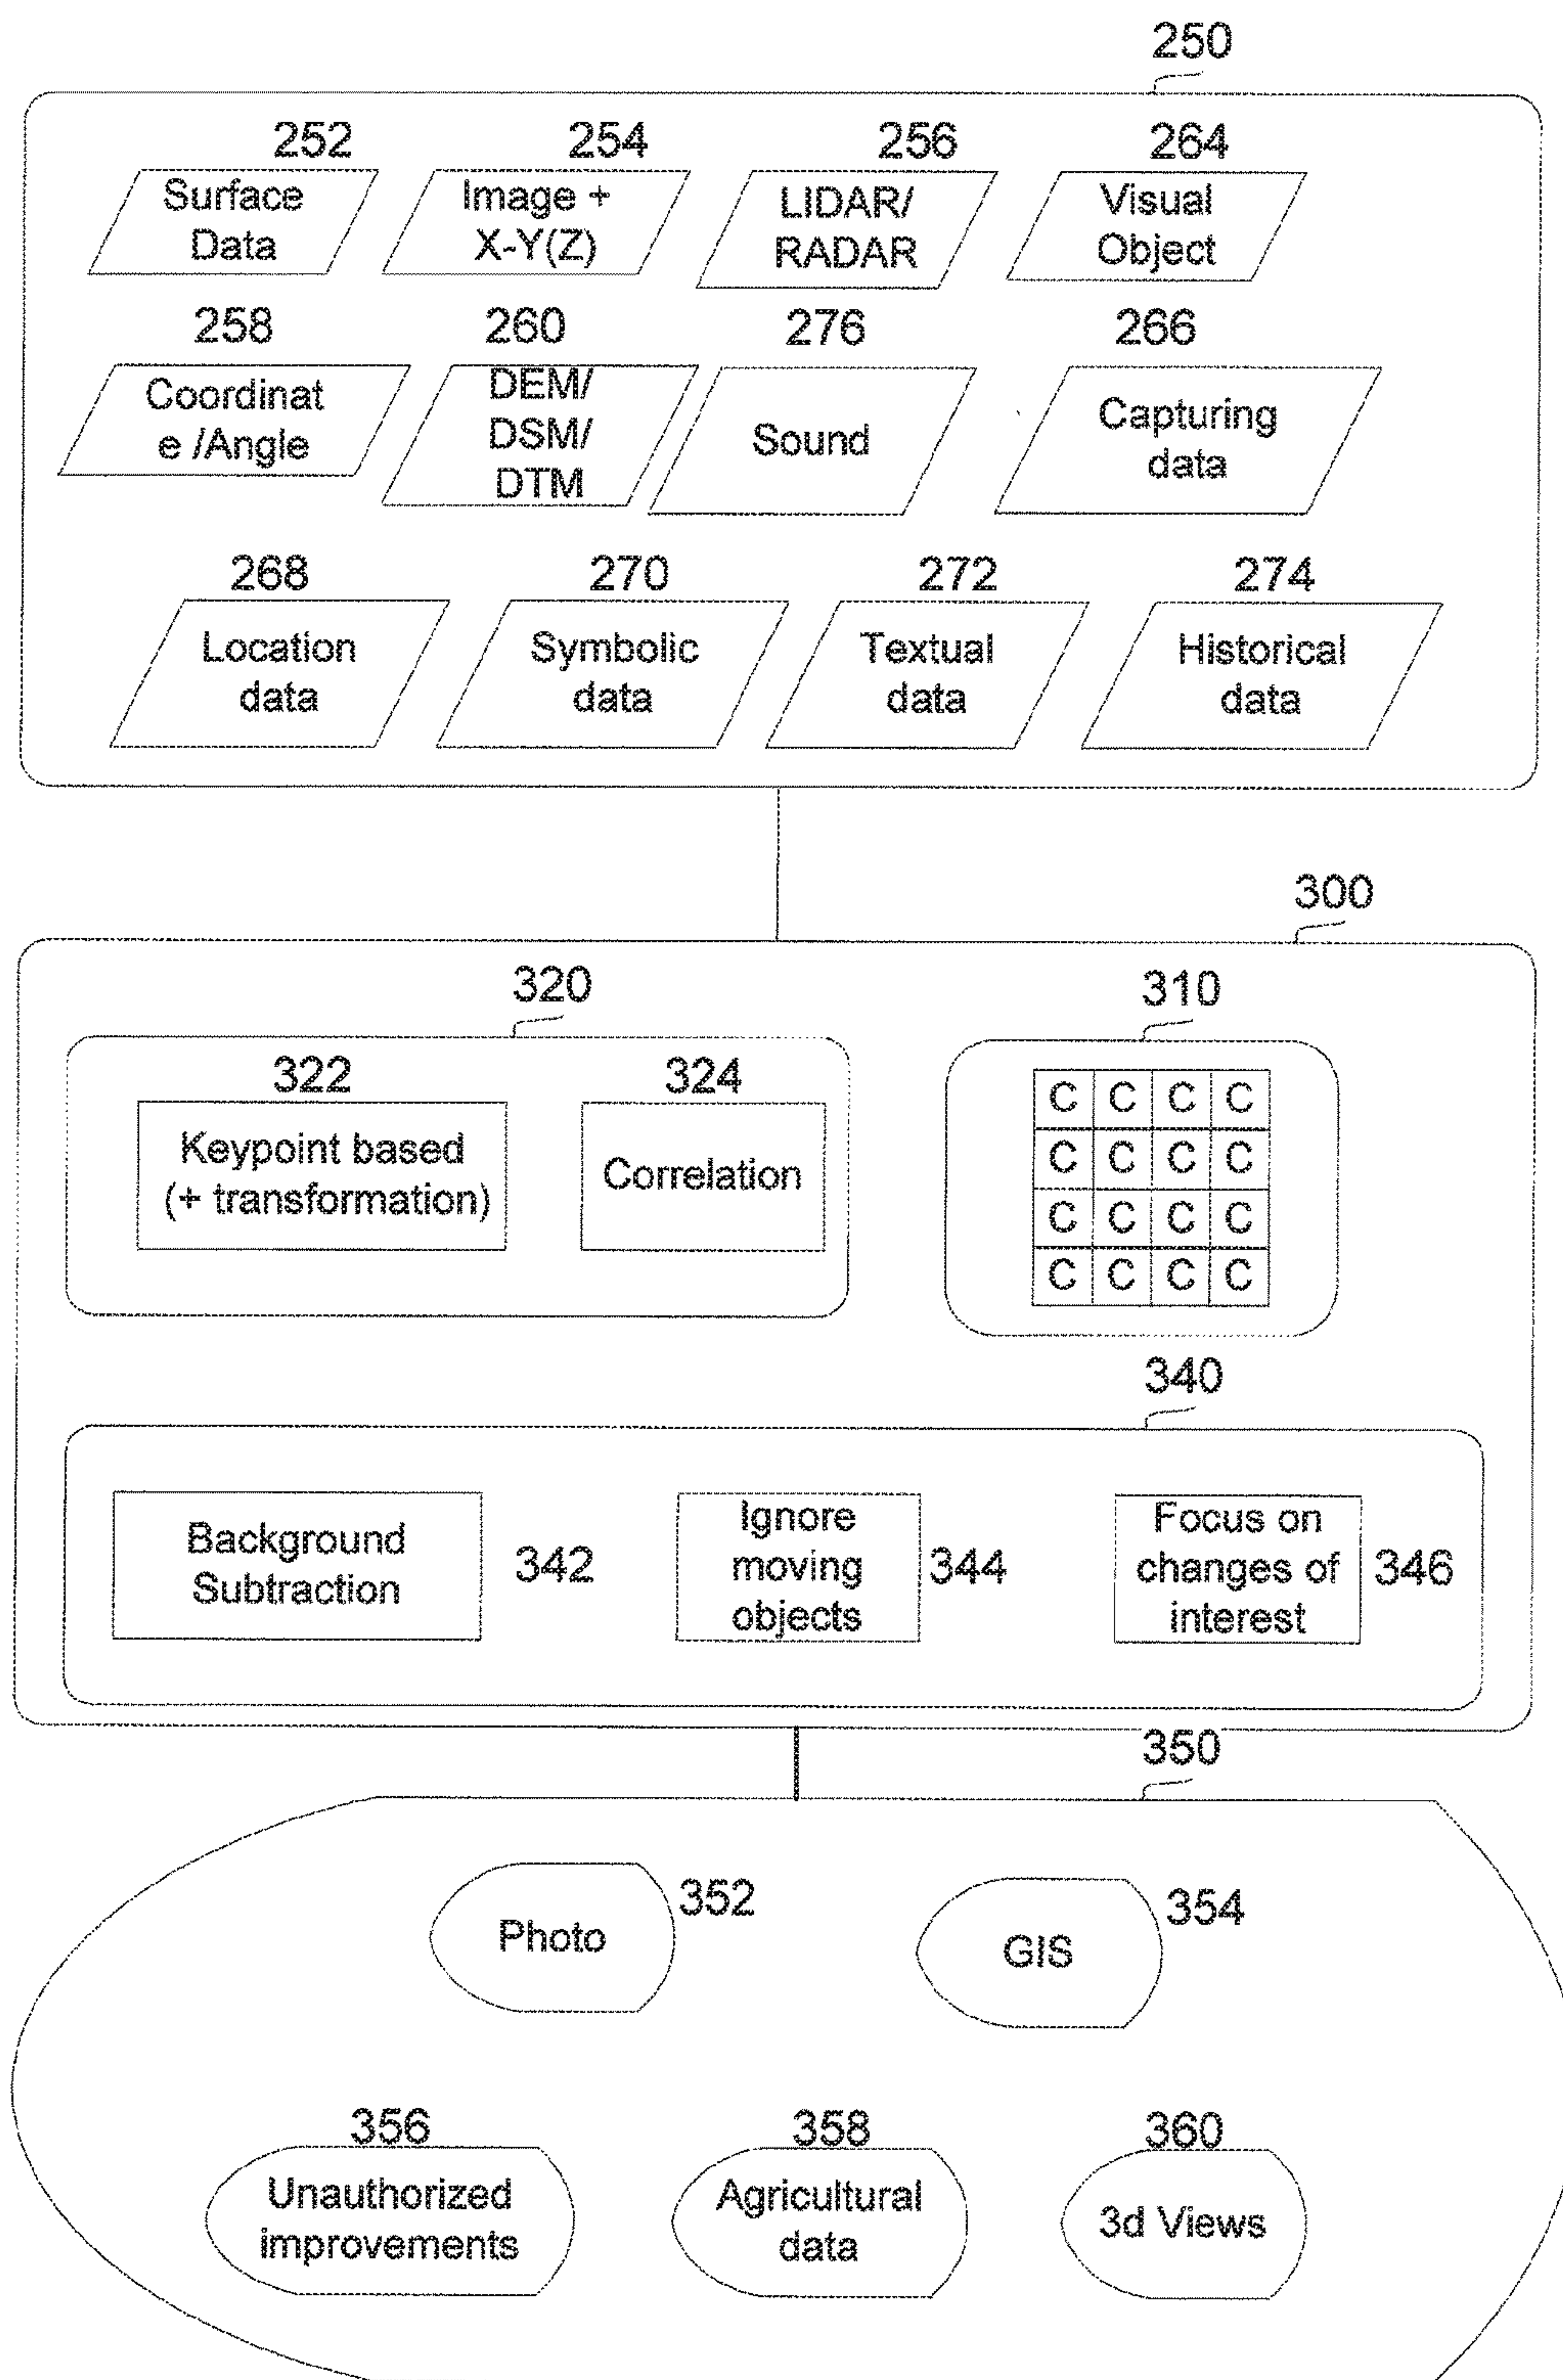 250
252 254 256 264
Surface Image + LIDAR/ Visual
Data X-Y(Z) RADAR Object
258 260 276 266
Coordinat DEM/ Sound Capturing
e /Angle DSM/ data
DTM
268 270 272 274
Location Symbolic Textual Historical
data data data data
300
320 310
322 324
Keypoint based Correlation
(+ transformation)
C C C C
C C C C
C C C C
C C C C
340
Background
Subtraction
342
Ignore
moving
objects
344
Focus on
changes of
interest
346
350
Photo
352
GIS
354
356 358 360
Unauthorized Agricultural 3d Views
improvements data